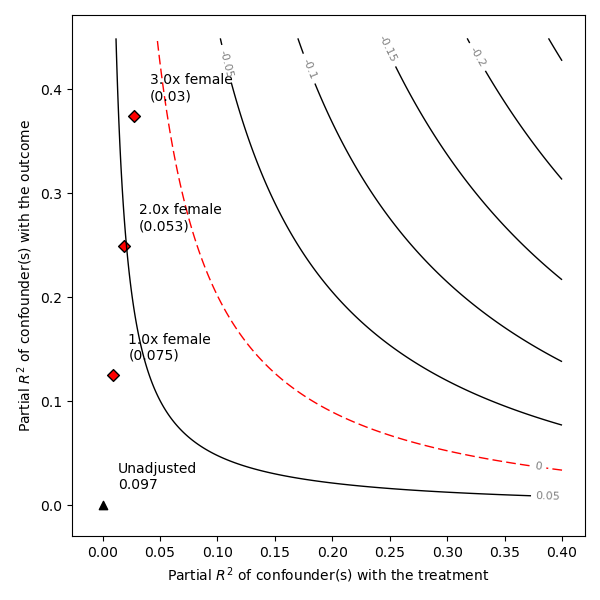 -0.05
-0.1
-0.15
-0.2
3.0x female
(0.03)
2.0x female
(0.053)
1.0x female
(0.075)
Unadjusted
0.097
0
0.05
0.4
0.3
0.2
0.1
0.0
0.00 0.05 0.10 0.15 0.20 0.25 0.30 0.35 0.40
Partial R² of confounder(s) with the treatment
Partial R² of confounder(s) with the outcome